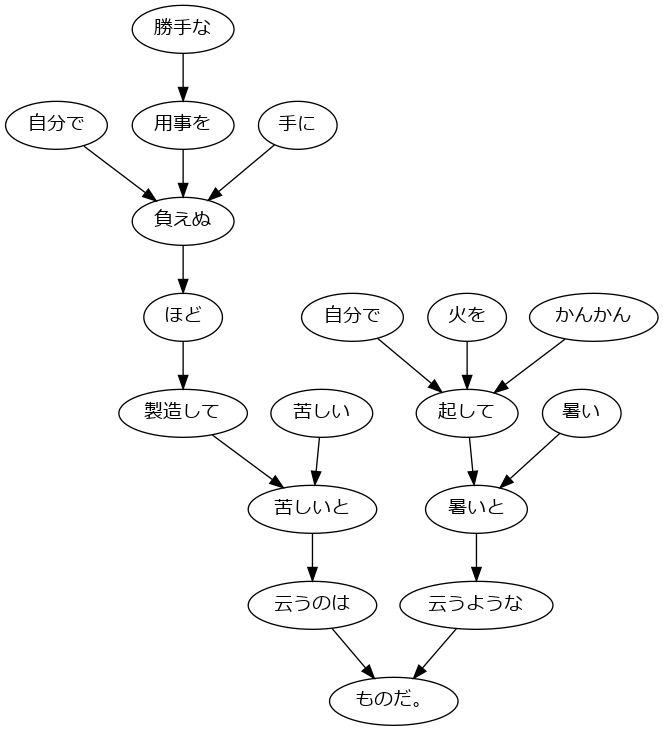 勝手な
自分で
用事を
手に
負えぬ
ほど
自分で
火を
かんかん
製造して
苦しい
起して
暑い
苦しいと
暑いと
云うのは
云うような
ものだ。